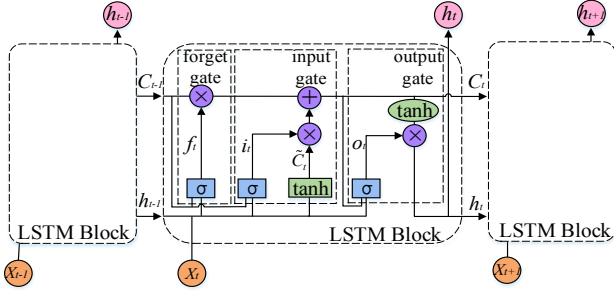 h_{t-1}
h_t
h_{t+1}
forget gate
input gate
output gate
C_{t-1}
×
+
tanh
C_t
f_t
i_t
×
C̃_t
o_t
×
σ
σ
tanh
σ
h_{t-1}
h_t
LSTM Block
LSTM Block
LSTM Block
X_{t-1}
X_t
X_{t+1}